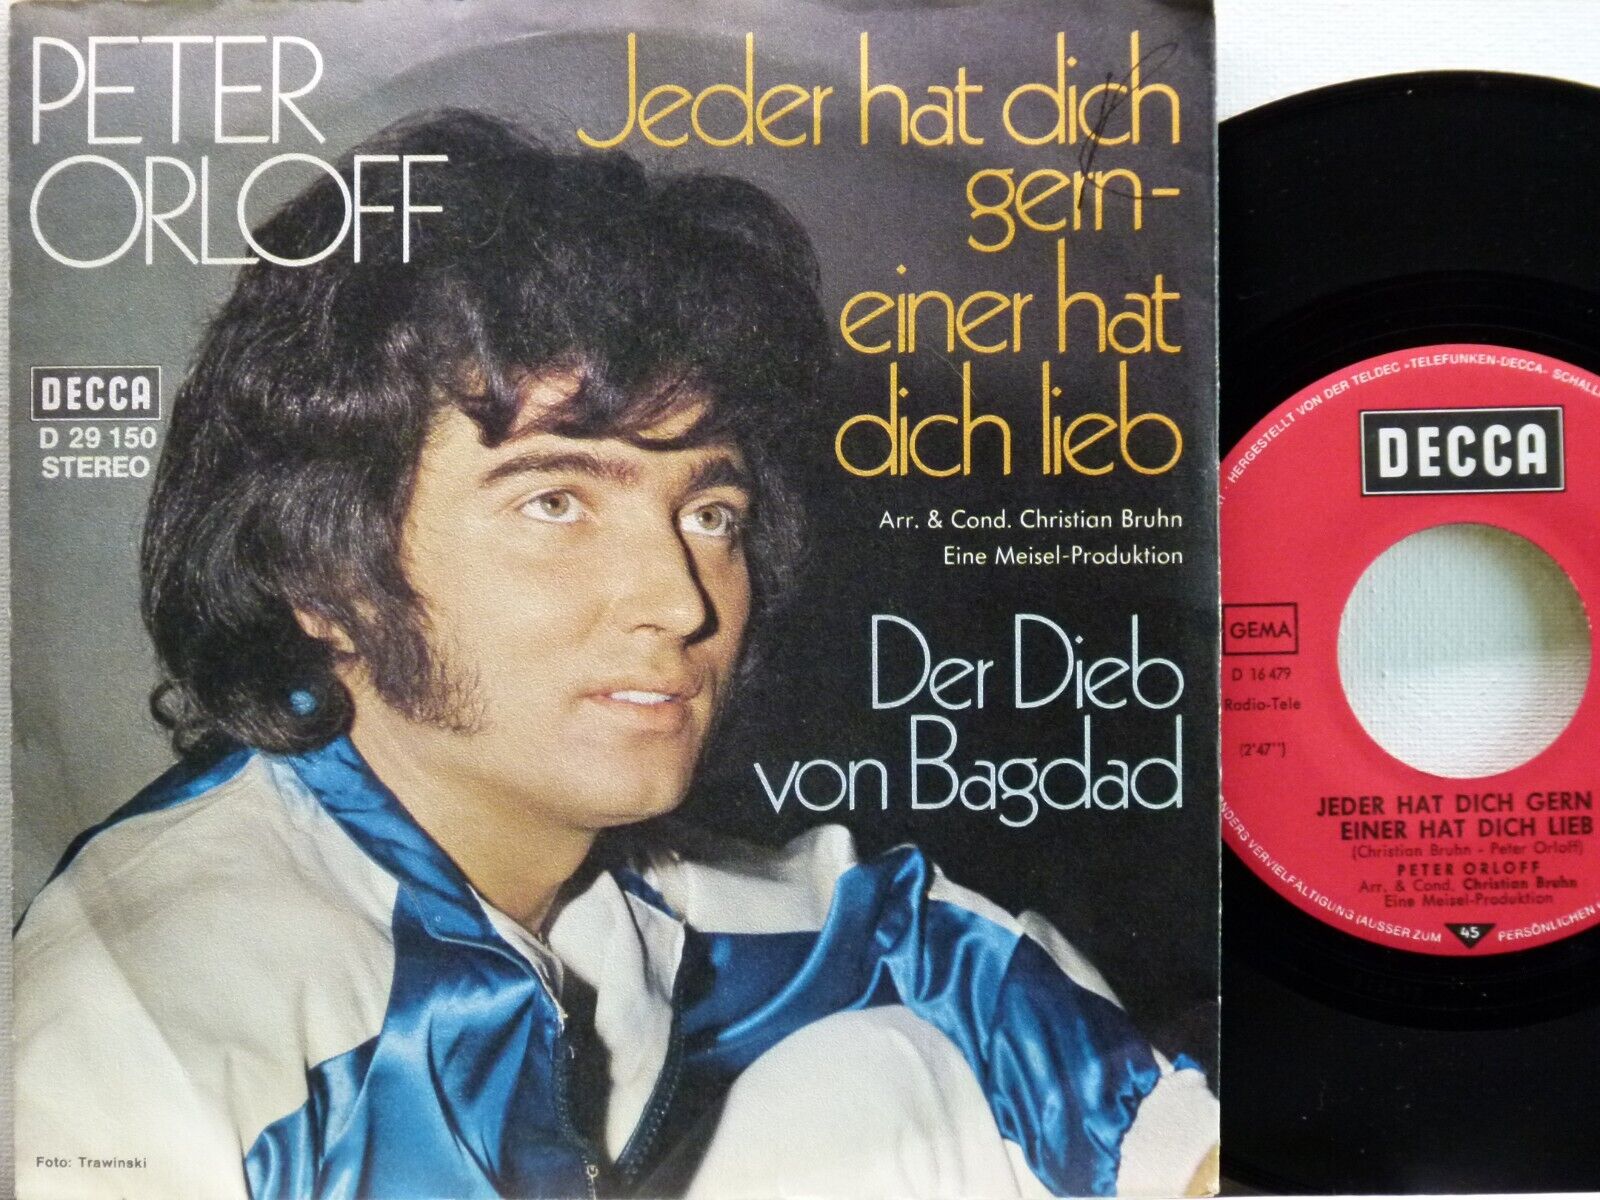 PETER
ORLOFF
Jeder hat dich
gern-
einer hat
dich lieb
Arr. & Cond. Christian Bruhn
Eine Meisel-Produktion
DECCA
D 29 150
STEREO
Der Dieb
von Bagdad
Foto: Trawinski
HERGESTELLT VON DER TELDEC »TELEFUNKEN-DECCA«
DECCA
GEMA
D 16 479
Radio-Tele
(2'47'')
JEDER HAT DICH GERN
EINER HAT DICH LIEB
(Christian Bruhn - Peter Orloff)
PETER ORLOFF
Arr. & Cond. Christian Bruhn
Eine Meisel-Produktion
VERVIELFÄLTIGUNG (AUSSER ZUM
45
PERSÖNLICHEN